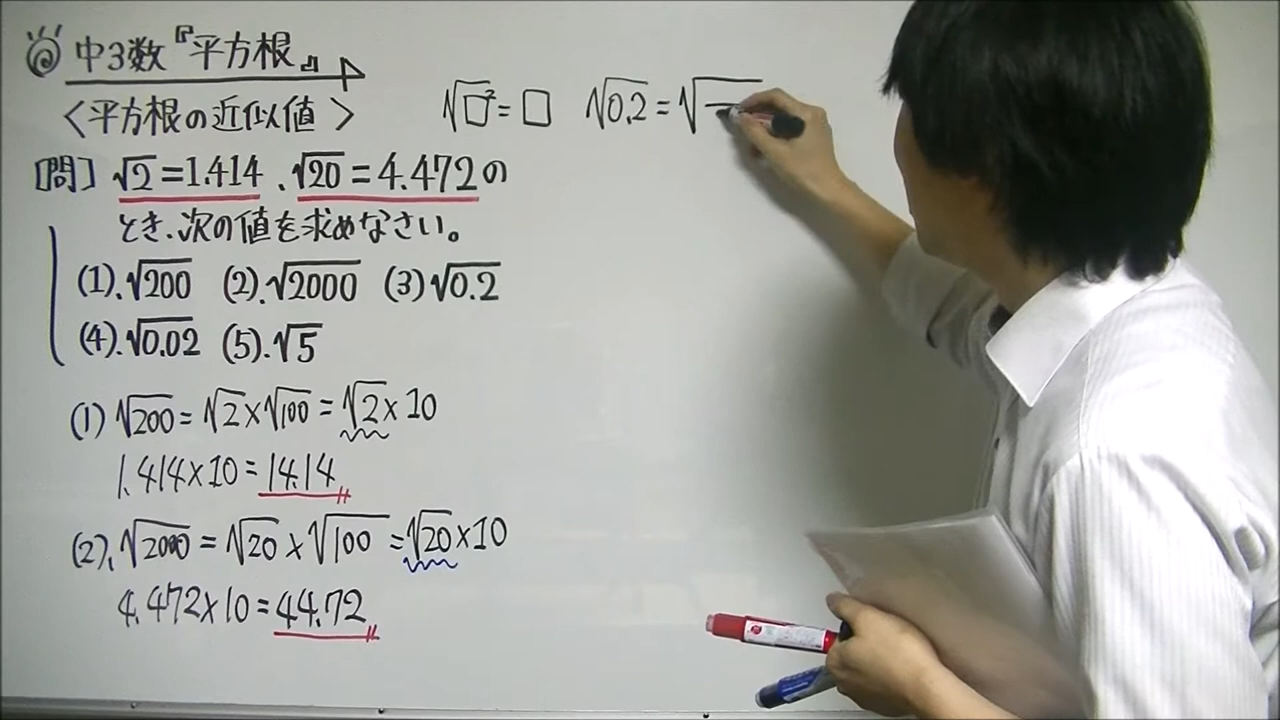 中3数『平方根』
<平方根の近似値>
[問] √2=1.414、√20=4.472の
とき、次の値を求めなさい。
(1).√200 (2).√2000 (3)√0.2
(4).√0.02 (5).√5
(1) √200=√2×√100=√2×10
1.414×10=14.14
(2). √2000=√20×√100=√20×10
4.472×10=44.72
√□²=□ √0.2=√